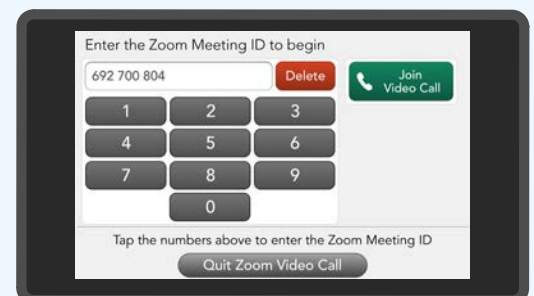 Enter the Zoom Meeting ID to begin
692 700 804
Delete
Join
Video Call
1 2 3
4 5 6
7 8 9
0
Tap the numbers above to enter the Zoom Meeting ID
Quit Zoom Video Call